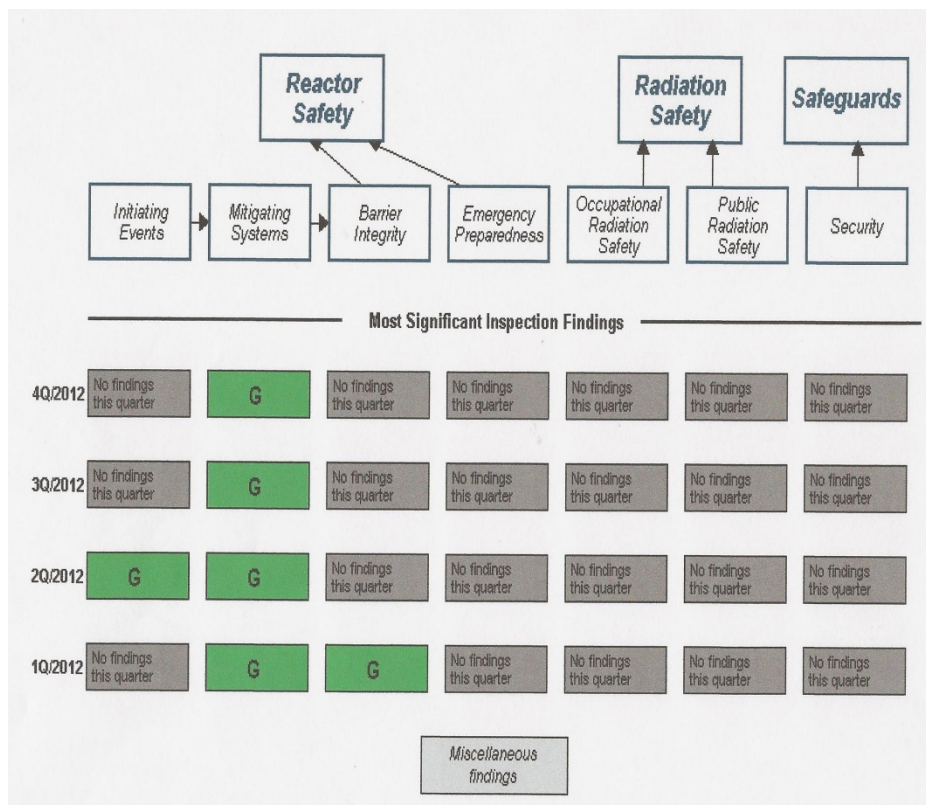 Reactor
Safety
Radiation
Safety
Safeguards
Initiating
Events
Mitigating
Systems
Barrier
Integrity
Emergency
Preparedness
Occupational
Radiation
Safety
Public
Radiation
Safety
Security
Most Significant Inspection Findings
4Q/2012
No findings
this quarter
G
No findings
this quarter
No findings
this quarter
No findings
this quarter
No findings
this quarter
No findings
this quarter
3Q/2012
No findings
this quarter
G
No findings
this quarter
No findings
this quarter
No findings
this quarter
No findings
this quarter
No findings
this quarter
2Q/2012
G
G
No findings
this quarter
No findings
this quarter
No findings
this quarter
No findings
this quarter
No findings
this quarter
1Q/2012
No findings
this quarter
G
G
No findings
this quarter
No findings
this quarter
No findings
this quarter
No findings
this quarter
Miscellaneous
findings